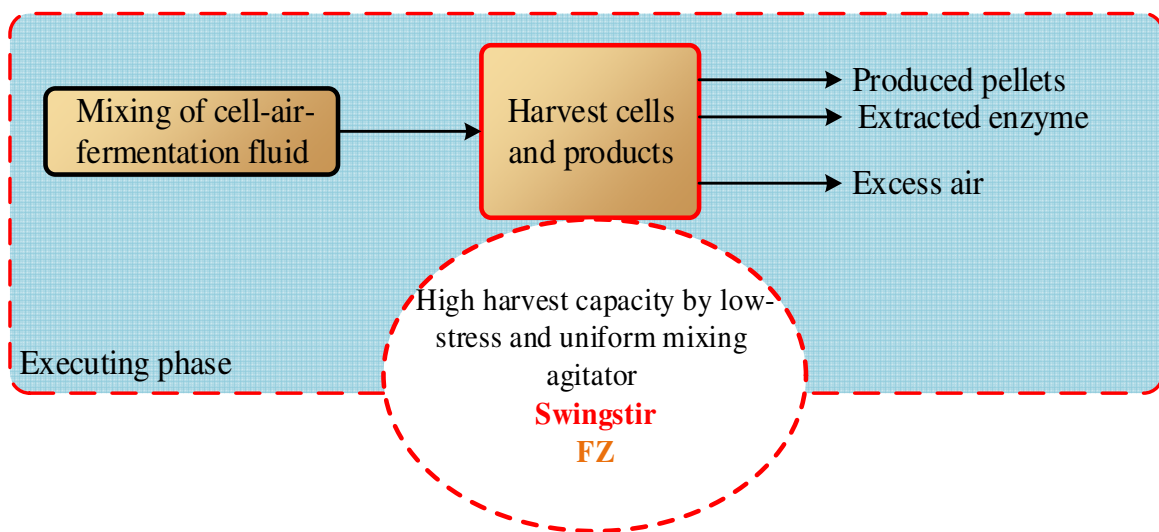 Mixing of cell-air-
fermentation fluid
Harvest cells
and products
Produced pellets
Extracted enzyme
Excess air
High harvest capacity by low-
stress and uniform mixing
agitator
Swingstir
FZ
Executing phase